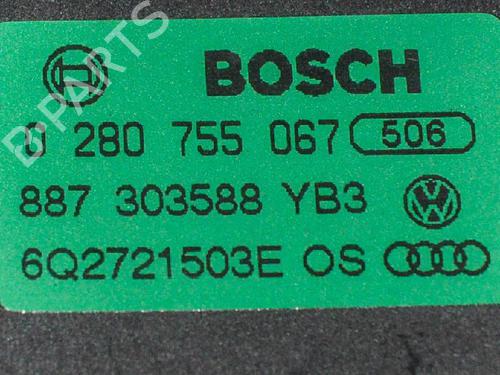 B-PARTS
BOSCH
0 280 755 067 506
887 303588 YB3
6Q2721503E OS